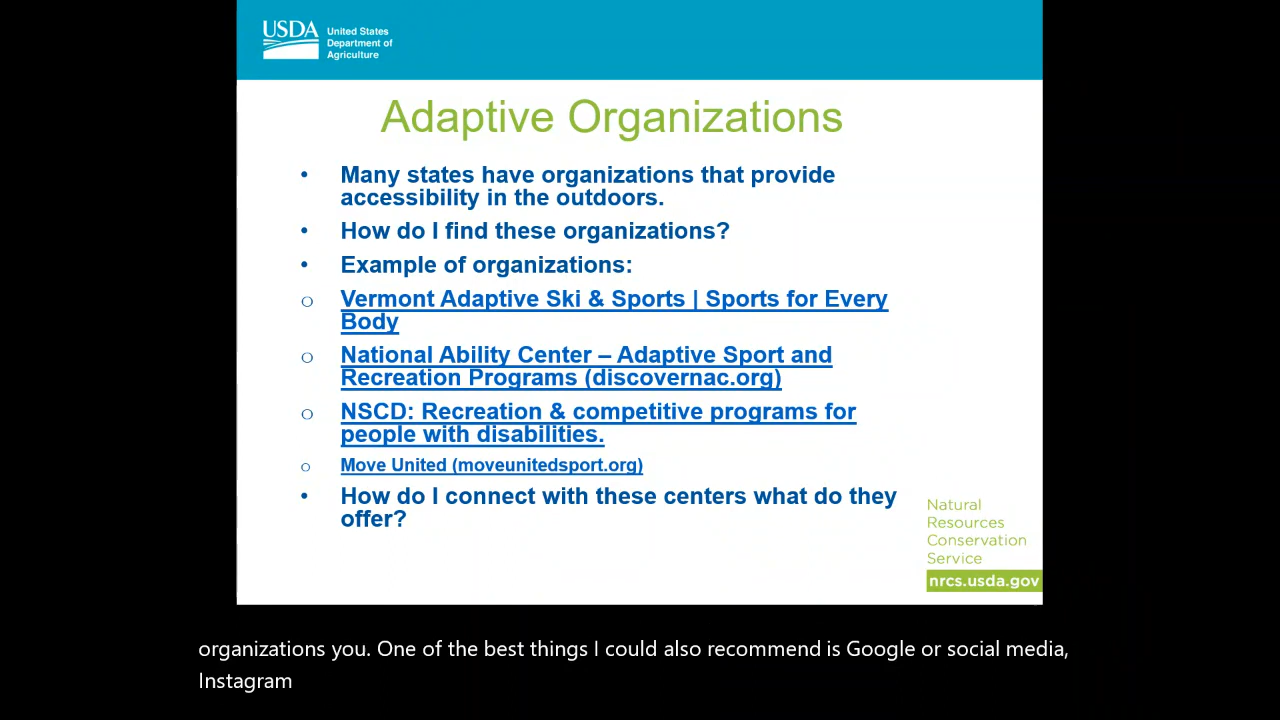 USDA
United States
Department of
Agriculture
Adaptive Organizations
• Many states have organizations that provide
accessibility in the outdoors.
• How do I find these organizations?
• Example of organizations:
o Vermont Adaptive Ski & Sports | Sports for Every
Body
o National Ability Center – Adaptive Sport and
Recreation Programs (discovernac.org)
o NSCD: Recreation & competitive programs for
people with disabilities.
o Move United (moveunitedsport.org)
• How do I connect with these centers what do they
offer?
Natural
Resources
Conservation
Service
nrcs.usda.gov
organizations you. One of the best things I could also recommend is Google or social media,
Instagram